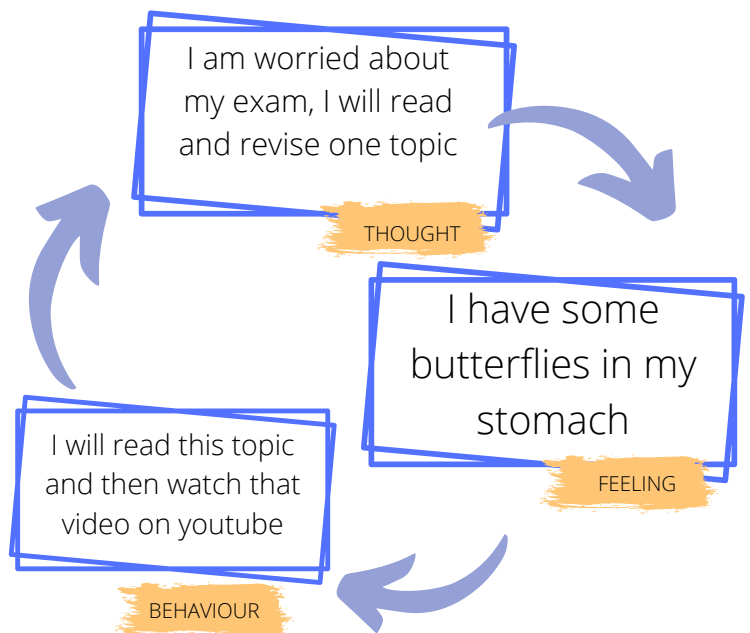 I am worried about
my exam, I will read
and revise one topic
THOUGHT
I have some
butterflies in my
stomach
FEELING
I will read this topic
and then watch that
video on youtube
BEHAVIOUR